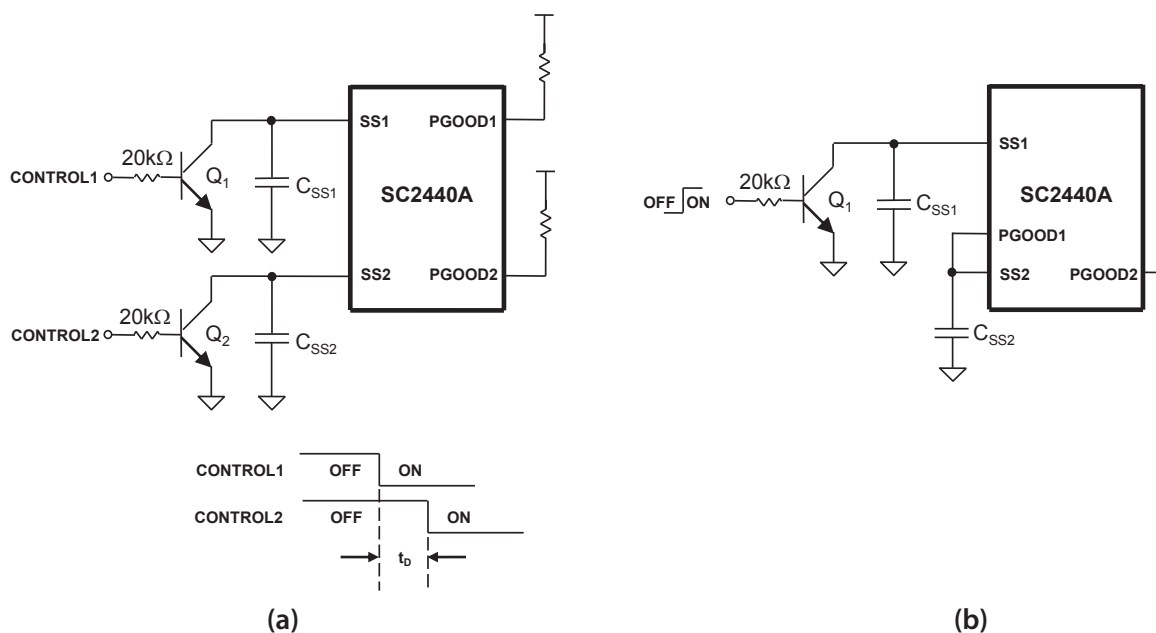 SS1
PGOOD1
20kΩ
CONTROL1
Q1
CSS1
SC2440A
SS2
PGOOD2
20kΩ
CONTROL2
Q2
CSS2
CONTROL1
OFF
ON
CONTROL2
OFF
ON
tD
(a)
SS1
20kΩ
OFF
ON
Q1
CSS1
SC2440A
PGOOD1
SS2
PGOOD2
CSS2
(b)